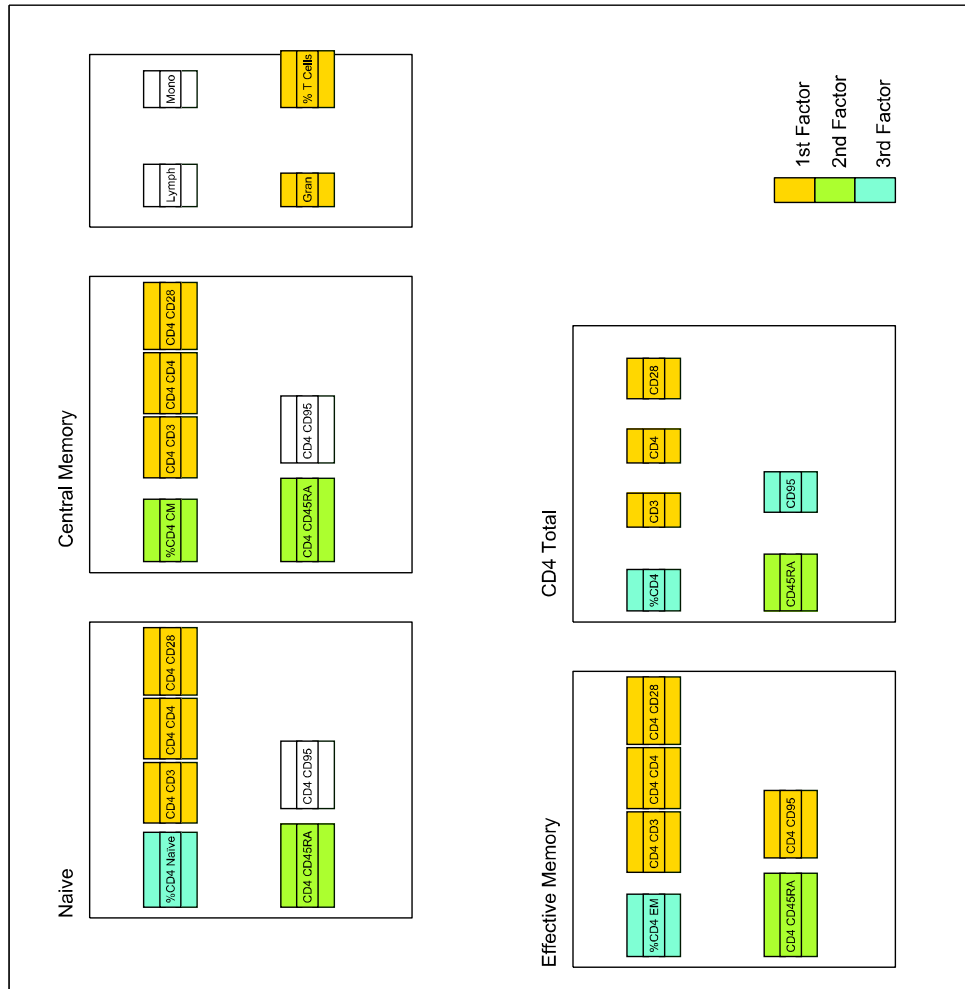 Naive
%CD4 Naïve
CD4 CD3
CD4 CD4
CD4 CD28
CD4 CD45RA
CD4 CD95
Central Memory
%CD4 CM
CD4 CD3
CD4 CD4
CD4 CD28
CD4 CD45RA
CD4 CD95
Lymph
Mono
Gran
% T Cells
Effective Memory
%CD4 EM
CD4 CD3
CD4 CD4
CD4 CD28
CD4 CD45RA
CD4 CD95
CD4 Total
%CD4
CD3
CD4
CD28
CD45RA
CD95
1st Factor
2nd Factor
3rd Factor